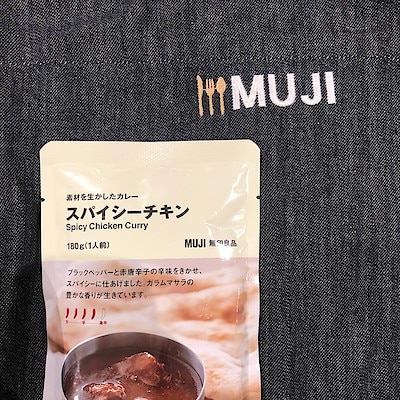 MUJI
素材を生かしたカレー
スパイシーチキン
Spicy Chicken Curry
180g(1人前)
MUJI 無印良品
ブラックペッパーと赤唐辛子の辛味をきかせ、
スパイシーに仕あげました。ガラムマサラの
豊かな香りが生きています。